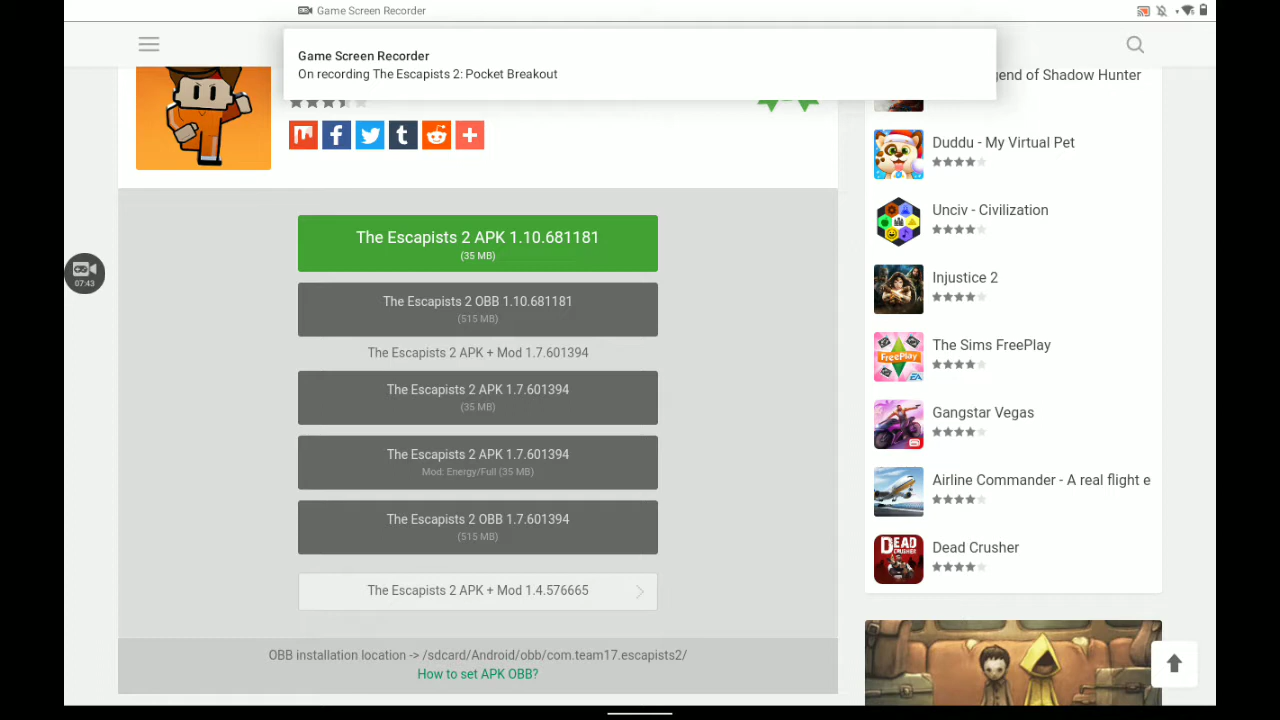 Game Screen Recorder
Game Screen Recorder
On recording The Escapists 2: Pocket Breakout
07:43
The Escapists 2 APK 1.10.681181
(35 MB)
The Escapists 2 OBB 1.10.681181
(515 MB)
The Escapists 2 APK + Mod 1.7.601394
The Escapists 2 APK 1.7.601394
(35 MB)
The Escapists 2 APK 1.7.601394
Mod: Energy/Full (35 MB)
The Escapists 2 OBB 1.7.601394
(515 MB)
The Escapists 2 APK + Mod 1.4.576665
OBB installation location -> /sdcard/Android/obb/com.team17.escapists2/
How to set APK OBB?
of Shadow Hunter
Duddu - My Virtual Pet
Unciv - Civilization
Injustice 2
FreePlay
EA
The Sims FreePlay
Gangstar Vegas
Airline Commander - A real flight e
DEAD
CRUSHER
Dead Crusher